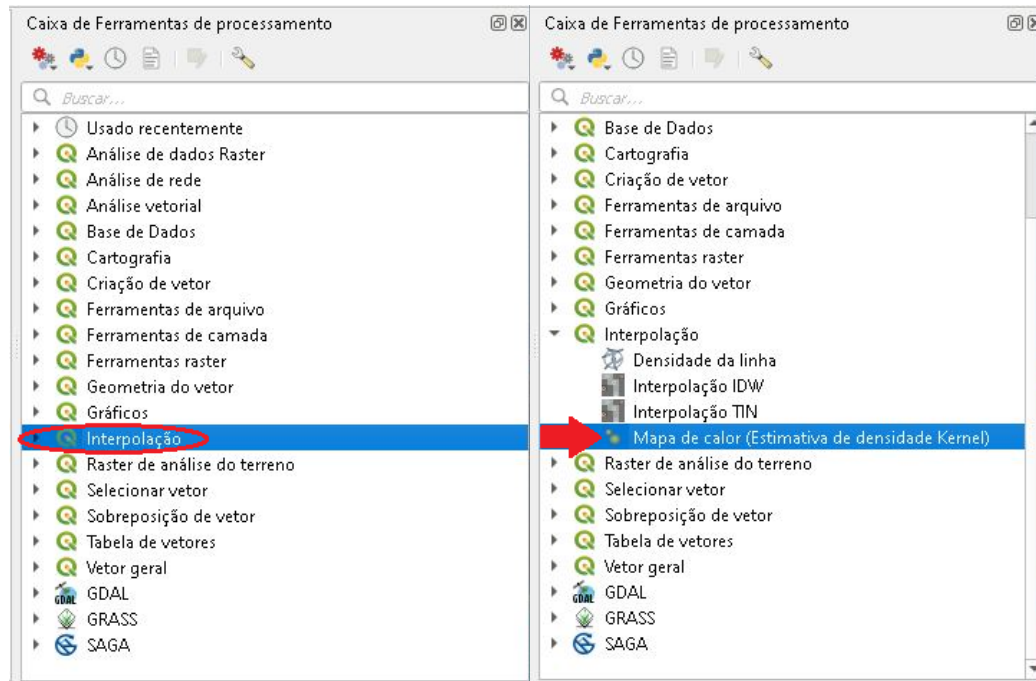 Caixa de Ferramentas de processamento
Buscar...
Usado recentemente
Análise de dados Raster
Análise de rede
Análise vetorial
Base de Dados
Cartografia
Criação de vetor
Ferramentas de arquivo
Ferramentas de camada
Ferramentas raster
Geometria do vetor
Gráficos
Interpolação
Raster de análise do terreno
Selecionar vetor
Sobreposição de vetor
Tabela de vetores
Vetor geral
GDAL GDAL
GRASS
SAGA
Caixa de Ferramentas de processamento
Buscar...
Base de Dados
Cartografia
Criação de vetor
Ferramentas de arquivo
Ferramentas de camada
Ferramentas raster
Geometria do vetor
Gráficos
Interpolação
Densidade da linha
Interpolação IDW
Interpolação TIN
Mapa de calor (Estimativa de densidade Kernel)
Raster de análise do terreno
Selecionar vetor
Sobreposição de vetor
Tabela de vetores
Vetor geral
GDAL GDAL
GRASS
SAGA